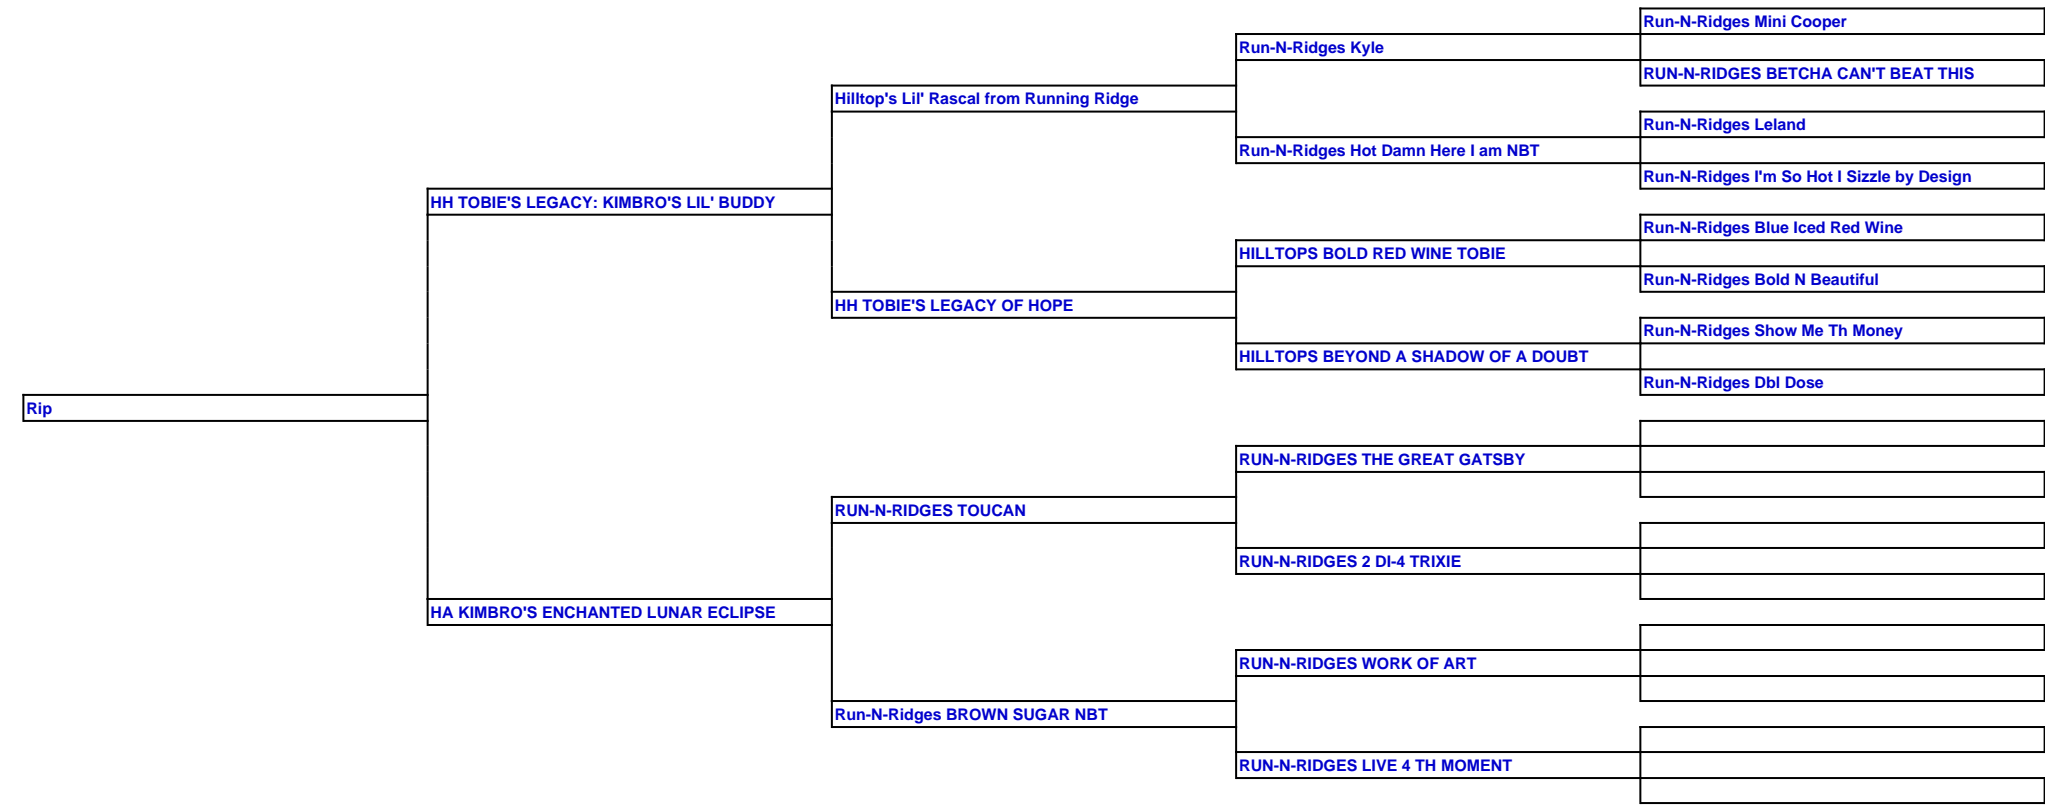 Run-N-Ridges Mini Cooper
Run-N-Ridges Kyle
RUN-N-RIDGES BETCHA CAN'T BEAT THIS
Hilltop's Lil' Rascal from Running Ridge
Run-N-Ridges Leland
Run-N-Ridges Hot Damn Here I am NBT
Run-N-Ridges I'm So Hot I Sizzle by Design
HH TOBIE'S LEGACY: KIMBRO'S LIL' BUDDY
Run-N-Ridges Blue Iced Red Wine
HILLTOPS BOLD RED WINE TOBIE
Run-N-Ridges Bold N Beautiful
HH TOBIE'S LEGACY OF HOPE
Run-N-Ridges Show Me Th Money
HILLTOPS BEYOND A SHADOW OF A DOUBT
Run-N-Ridges Dbl Dose
Rip
RUN-N-RIDGES THE GREAT GATSBY
RUN-N-RIDGES TOUCAN
RUN-N-RIDGES 2 DI-4 TRIXIE
HA KIMBRO'S ENCHANTED LUNAR ECLIPSE
RUN-N-RIDGES WORK OF ART
Run-N-Ridges BROWN SUGAR NBT
RUN-N-RIDGES LIVE 4 TH MOMENT